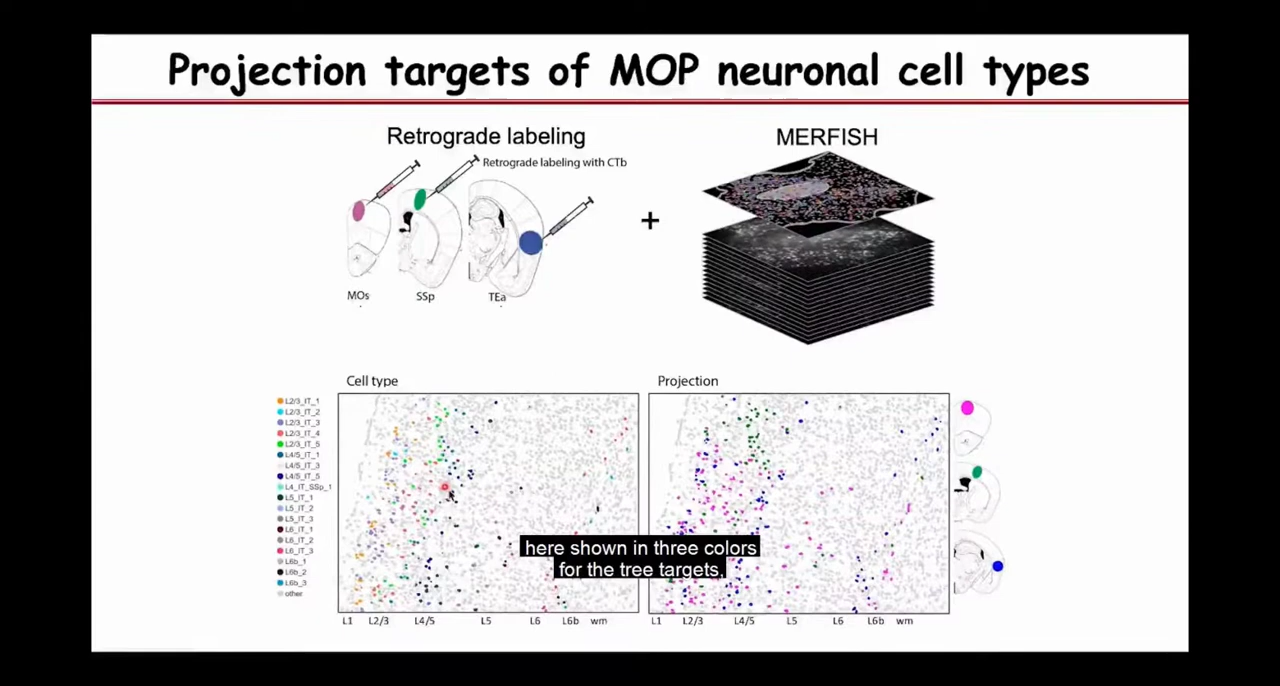 Projection targets of MOP neuronal cell types
Retrograde labeling
MERFISH
Retrograde labeling with CTb
+
MOs
SSp
TEa
Cell type
Projection
L2/3_IT_1
L2/3_IT_2
L2/3_IT_3
L2/3_IT_4
L2/3_IT_5
L4/5_IT_1
L4/5_IT_3
L4/5_IT_5
L4_IT_SSp_1
L5_IT_1
L5_IT_2
L5_IT_3
L6_IT_1
L6_IT_2
L6_IT_3
L6b_1
L6b_2
L6b_3
other
here shown in three colors
for the tree targets,
L1 L2/3 L4/5 L5 L6 L6b wm
L1 L2/3 L4/5 L5 L6 L6b wm